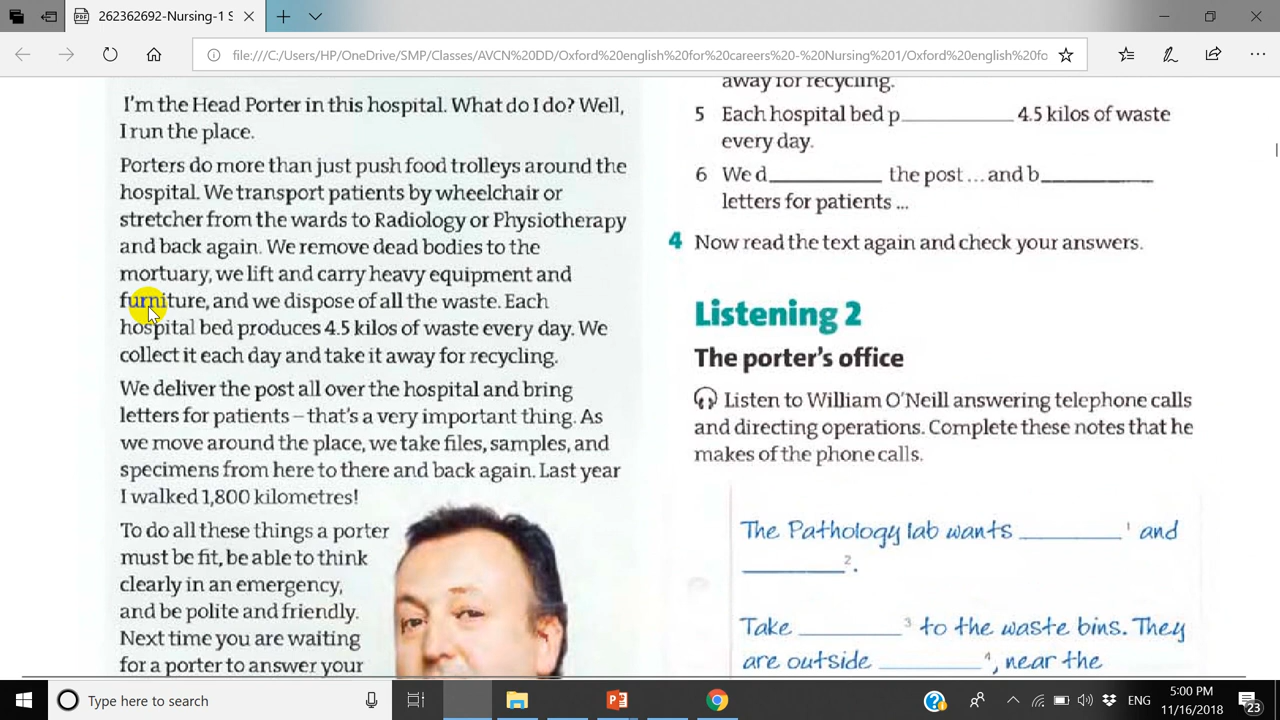 262362692-Nursing-1 S
file:///C:/Users/HP/OneDrive/SMP/Classes/AVCN%20DD/Oxford%20english%20for%20careers%20-%20Nursing%201/Oxford%20english%20fo
I'm the Head Porter in this hospital. What do I do? Well,
I run the place.
Porters do more than just push food trolleys around the
hospital. We transport patients by wheelchair or
stretcher from the wards to Radiology or Physiotherapy
and back again. We remove dead bodies to the
mortuary, we lift and carry heavy equipment and
furniture, and we dispose of all the waste. Each
hospital bed produces 4.5 kilos of waste every day. We
collect it each day and take it away for recycling.
We deliver the post all over the hospital and bring
letters for patients – that's a very important thing. As
we move around the place, we take files, samples, and
specimens from here to there and back again. Last year
I walked 1,800 kilometres!
To do all these things a porter
must be fit, be able to think
clearly in an emergency,
and be polite and friendly.
Next time you are waiting
for a porter to answer your
away for recycling.
5 Each hospital bed p__________ 4.5 kilos of waste
every day.
6 We d__________ the post ... and b__________
letters for patients ...
4 Now read the text again and check your answers.
Listening 2
The porter's office
Listen to William O'Neill answering telephone calls
and directing operations. Complete these notes that he
makes of the phone calls.
The Pathology lab wants __________ 1 and
__________ 2.
Take __________ 3 to the waste bins. They
are outside __________ 4, near the
Type here to search
ENG
5:00 PM
11/16/2018
23